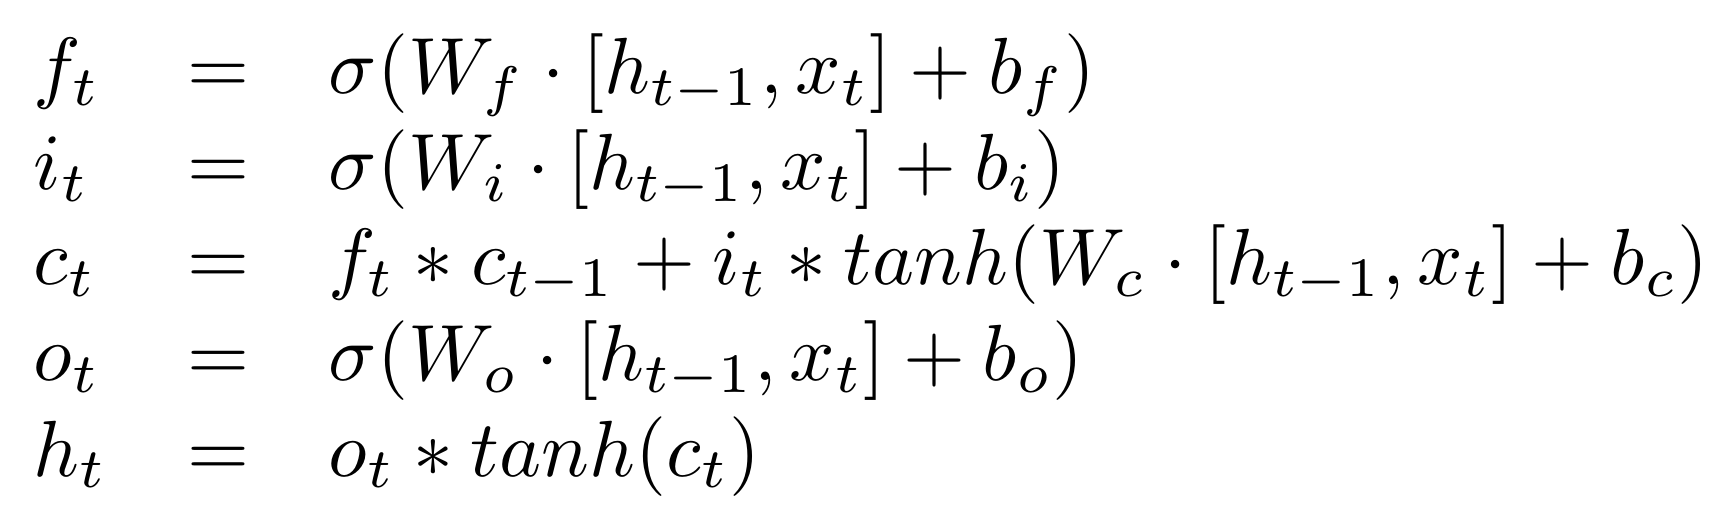 f_t = σ(W_f · [h_{t−1}, x_t] + b_f)
i_t = σ(W_i · [h_{t−1}, x_t] + b_i)
c_t = f_t ∗ c_{t−1} + i_t ∗ tanh(W_c · [h_{t−1}, x_t] + b_c)
o_t = σ(W_o · [h_{t−1}, x_t] + b_o)
h_t = o_t ∗ tanh(c_t)